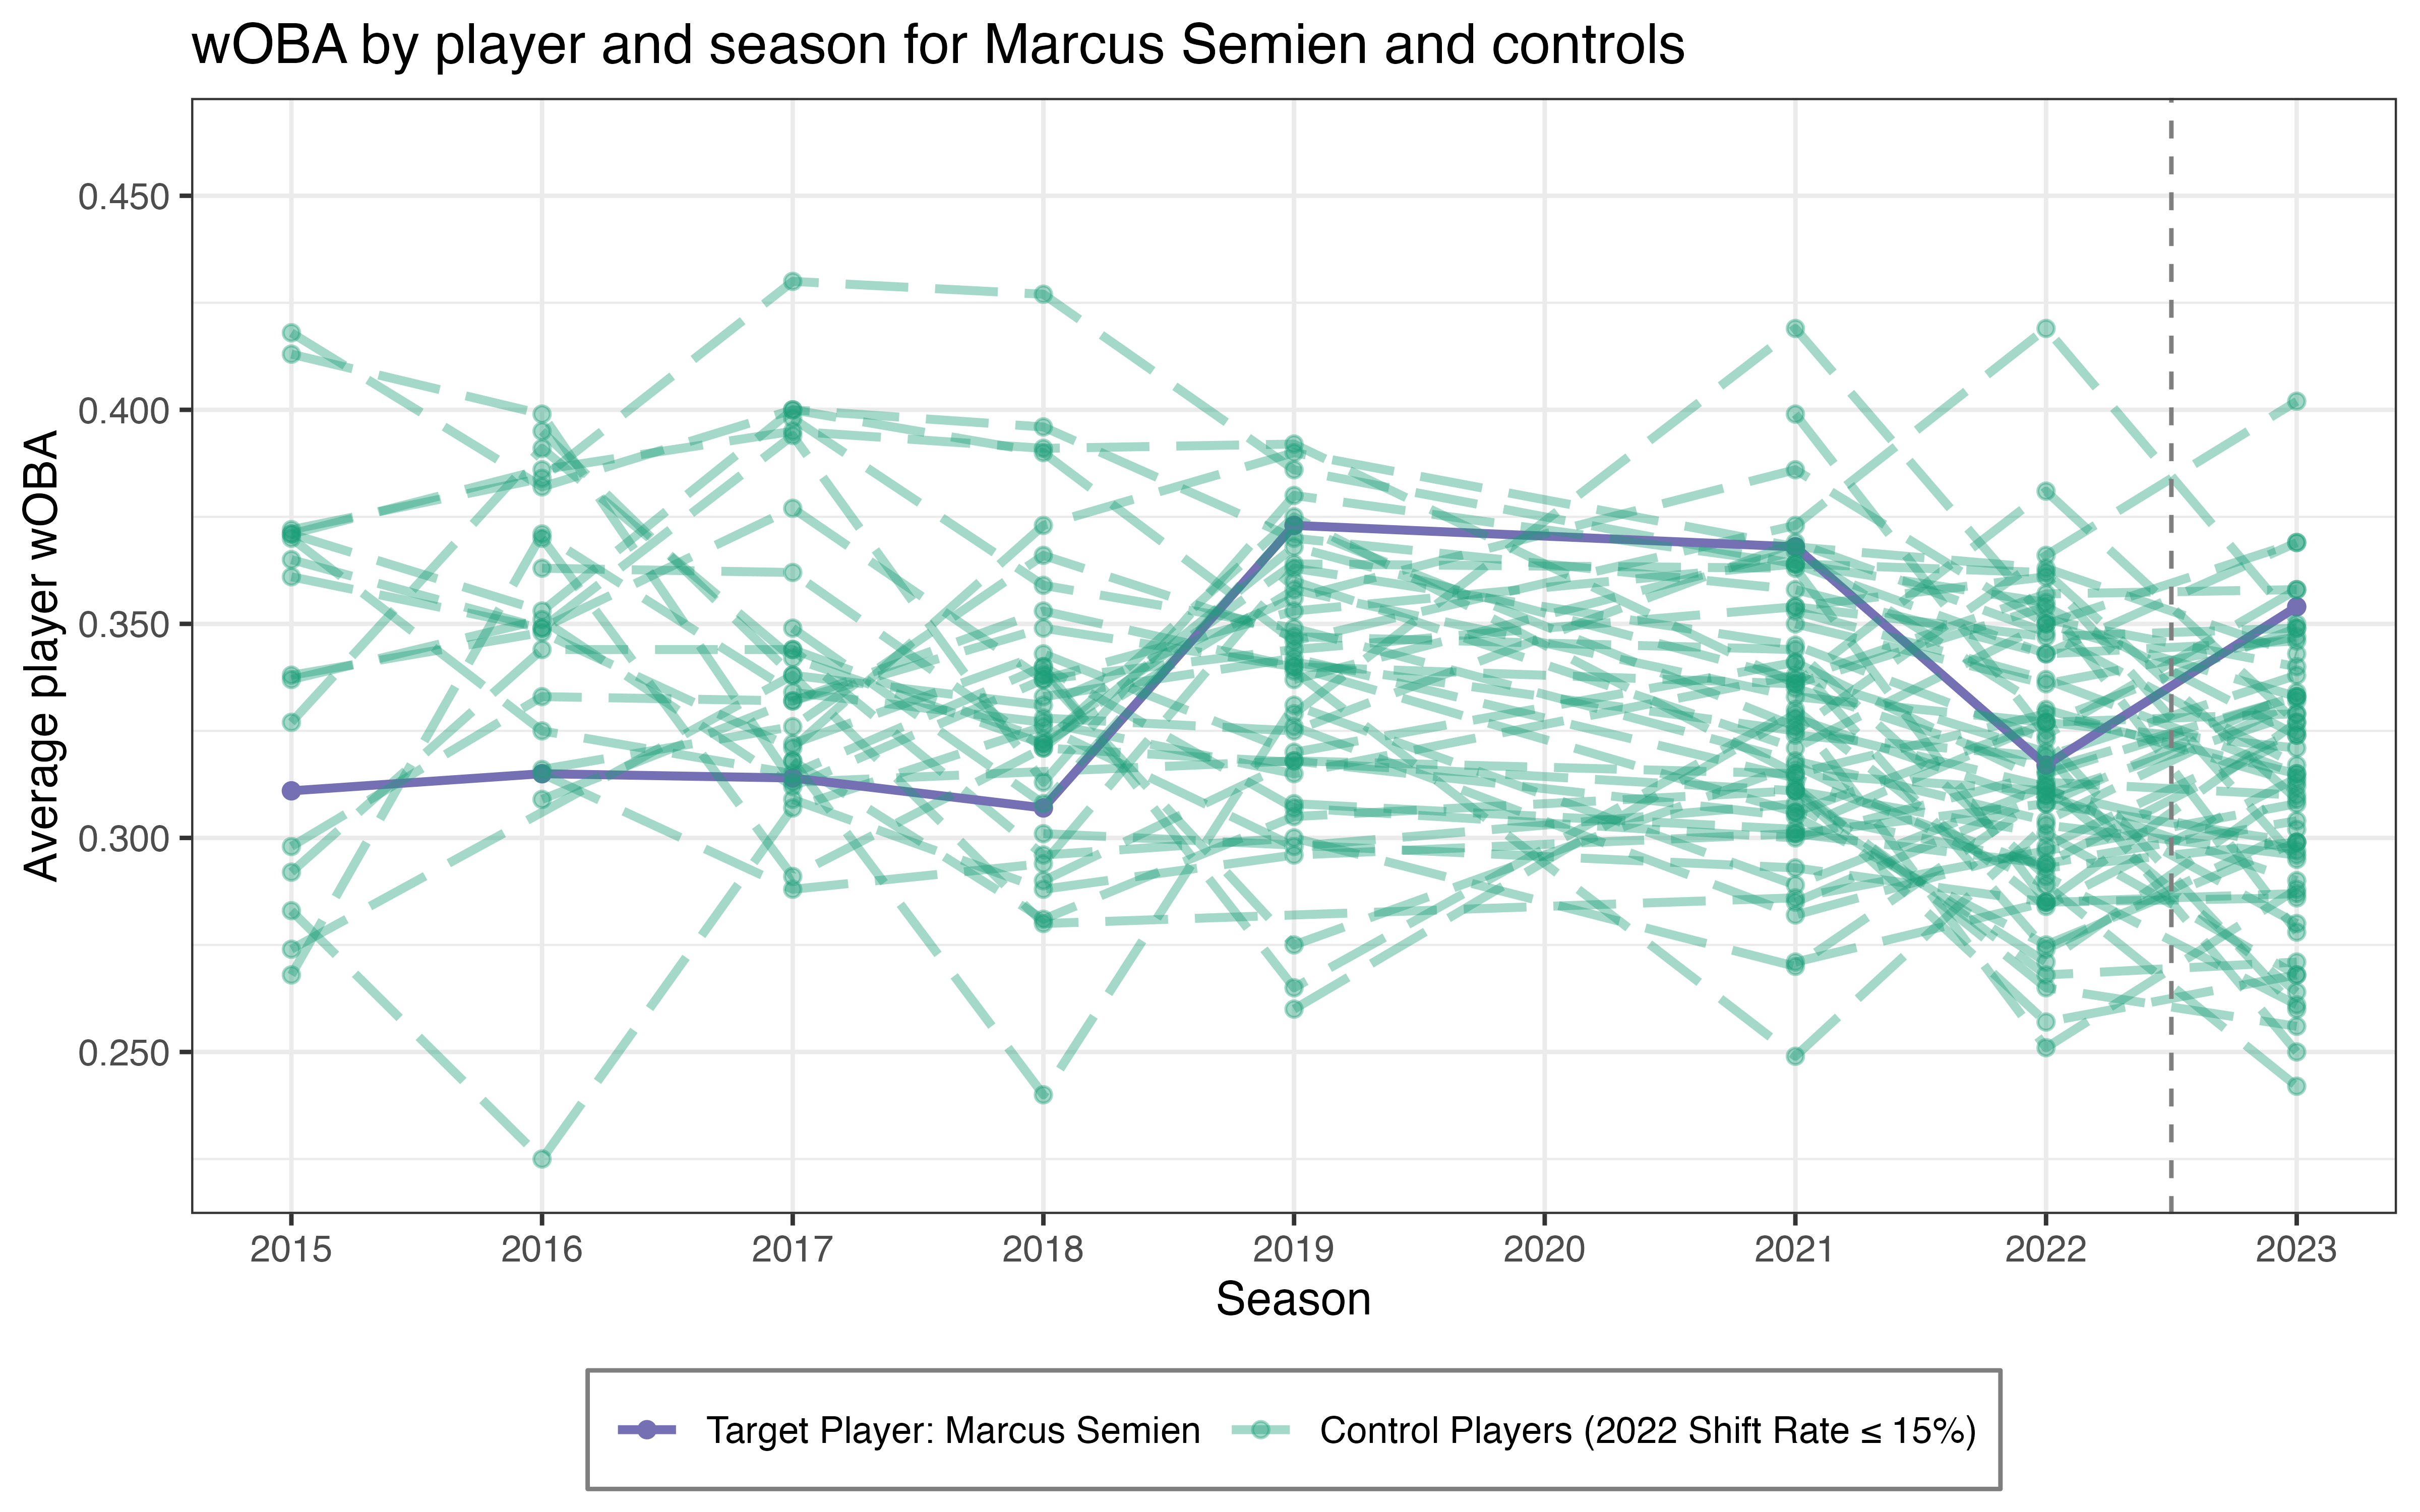 wOBA by player and season for Marcus Semien and controls
Average player wOBA
0.450
0.400
0.350
0.300
0.250
2015 2016 2017 2018 2019 2020 2021 2022 2023
Season
Target Player: Marcus Semien Control Players (2022 Shift Rate ≤ 15%)